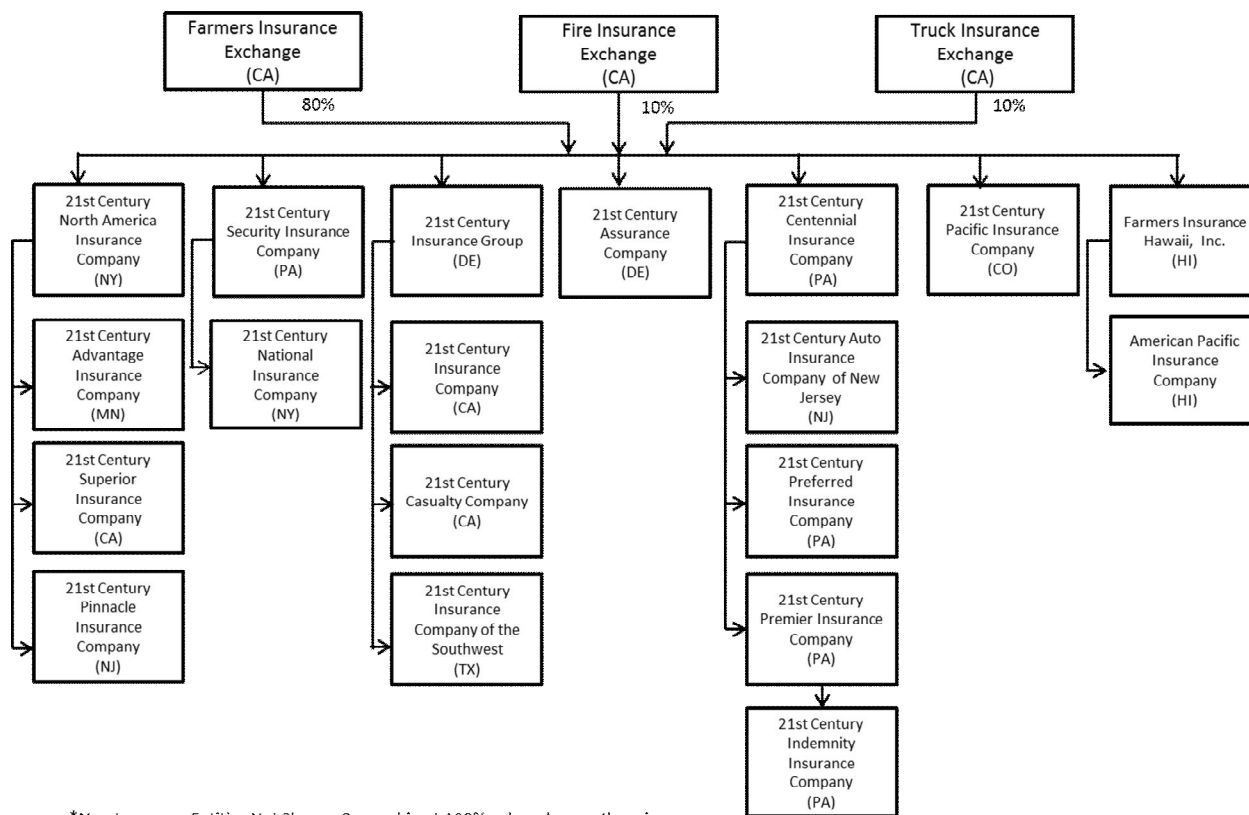 Farmers Insurance
Exchange
(CA)
Fire Insurance
Exchange
(CA)
Truck Insurance
Exchange
(CA)
80%
10%
10%
21st Century
North America
Insurance
Company
(NY)
21st Century
Security Insurance
Company
(PA)
21st Century
Insurance Group
(DE)
21st Century
Assurance
Company
(DE)
21st Century
Centennial
Insurance
Company
(PA)
21st Century
Pacific Insurance
Company
(CO)
Farmers Insurance
Hawaii, Inc.
(HI)
21st Century
Advantage
Insurance
Company
(MN)
21st Century
National
Insurance
Company
(NY)
21st Century
Insurance
Company
(CA)
21st Century Auto
Insurance
Company of New
Jersey
(NJ)
American Pacific
Insurance
Company
(HI)
21st Century
Superior
Insurance
Company
(CA)
21st Century
Casualty Company
(CA)
21st Century
Preferred
Insurance
Company
(PA)
21st Century
Pinnacle
Insurance
Company
(NJ)
21st Century
Insurance
Company of the
Southwest
(TX)
21st Century
Premier Insurance
Company
(PA)
21st Century
Indemnity
Insurance
Company
(PA)